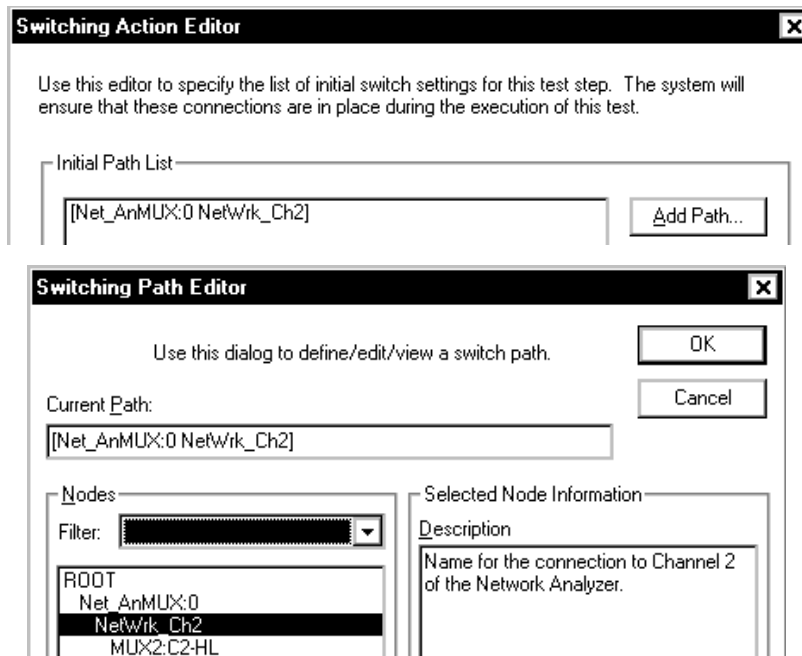 Switching Action Editor
Use this editor to specify the list of initial switch settings for this test step.  The system will
ensure that these connections are in place during the execution of this test.
Initial Path List
[Net_AnMUX:0 NetWrk_Ch2]
Add Path...
Switching Path Editor
Use this dialog to define/edit/view a switch path.
OK
Cancel
Current Path:
[Net_AnMUX:0 NetWrk_Ch2]
Nodes
Filter:
ROOT
Net_AnMUX:0
NetWrk_Ch2
MUX2:C2-HL
Selected Node Information
Description
Name for the connection to Channel 2
of the Network Analyzer.